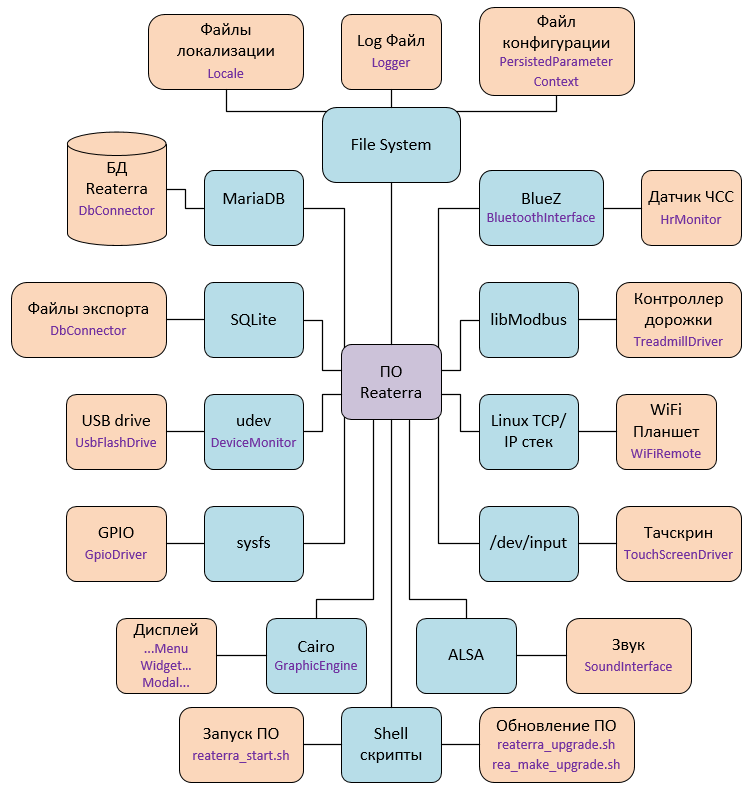 Файлы
локализации
Locale
Log Файл
Logger
Файл
конфигурации
PersistedParameter
Context
File System
БД
Reaterra
DbConnector
MariaDB
BlueZ
BluetoothInterface
Датчик ЧСС
HrMonitor
Файлы экспорта
DbConnector
SQLite
libModbus
Контроллер
дорожки
TreadmillDriver
ПО
Reaterra
USB drive
UsbFlashDrive
udev
DeviceMonitor
Linux TCP/
IP стек
WiFi
Планшет
WiFiRemote
GPIO
GpioDriver
sysfs
/dev/input
Тачскрин
TouchScreenDriver
Дисплей
...Menu
Widget...
Modal...
Cairo
GraphicEngine
ALSA
Звук
SoundInterface
Запуск ПО
reaterra_start.sh
Shell
скрипты
Обновление ПО
reaterra_upgrade.sh
rea_make_upgrade.sh